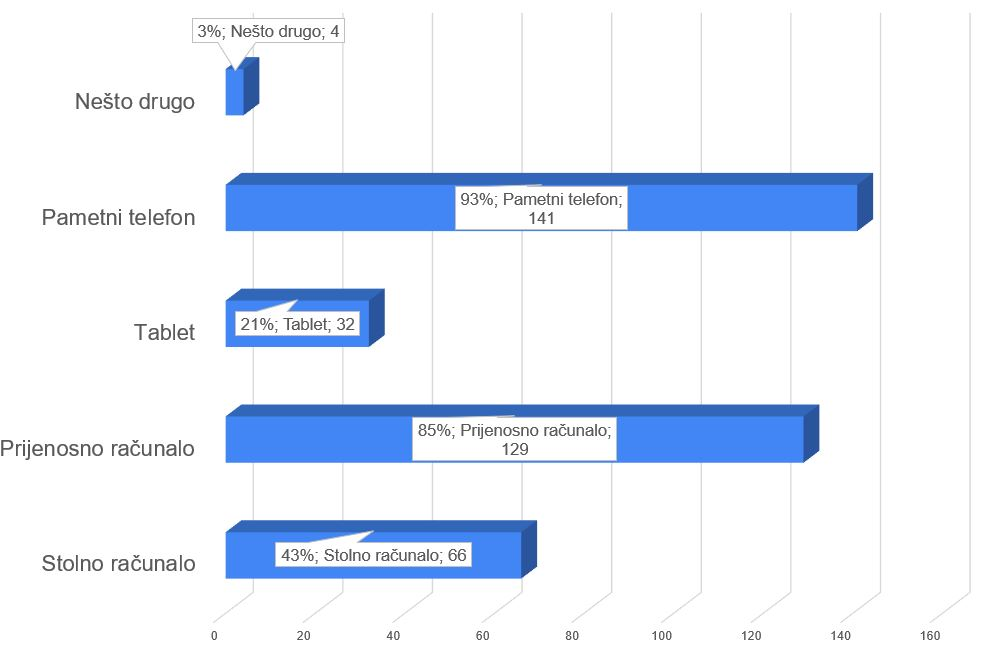 3%; Nešto drugo; 4
Nešto drugo
93%; Pametni telefon;
141
Pametni telefon
21%; Tablet; 32
Tablet
85%; Prijenosno računalo;
129
Prijenosno računalo
43%; Stolno računalo; 66
Stolno računalo
0 20 40 60 80 100 120 140 160